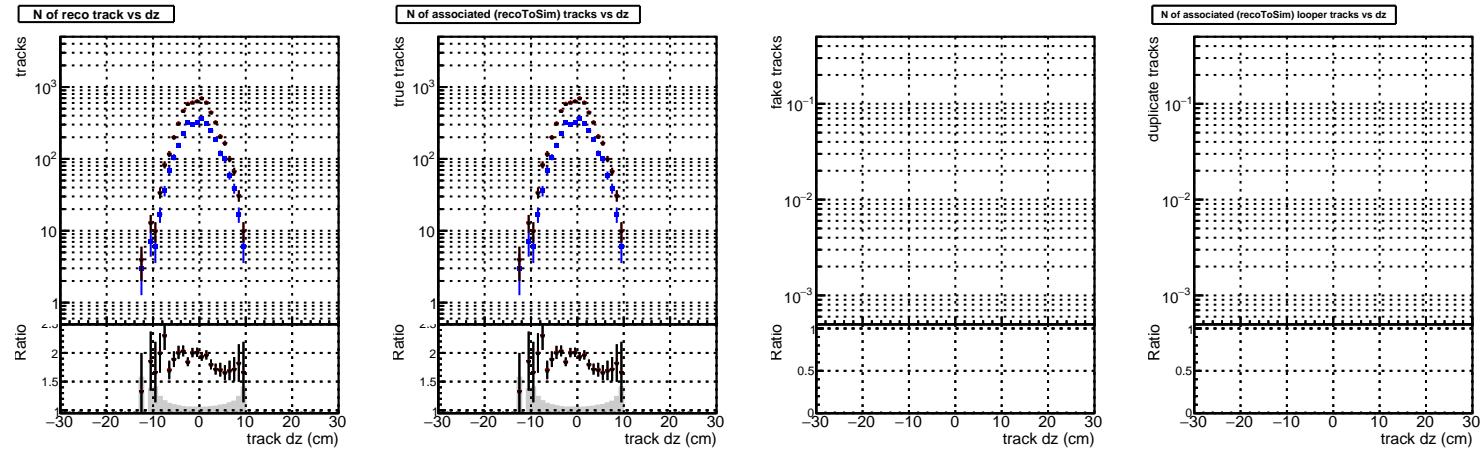 N of reco track vs dz
tracks
10³
10²
10
1
Ratio
2
1.5
1
−30 −20 −10 0 10 20 30
track dz (cm)
N of associated (recoToSim) tracks vs dz
true tracks
10³
10²
10
1
Ratio
2
1.5
1
−30 −20 −10 0 10 20 30
track dz (cm)
fake tracks
10⁻¹
10⁻²
10⁻³
Ratio
1
0.5
0
−30 −20 −10 0 10 20 30
track dz (cm)
N of associated (recoToSim) looper tracks vs dz
duplicate tracks
10⁻¹
10⁻²
10⁻³
Ratio
1
0.5
0
−30 −20 −10 0 10 20 30
track dz (cm)